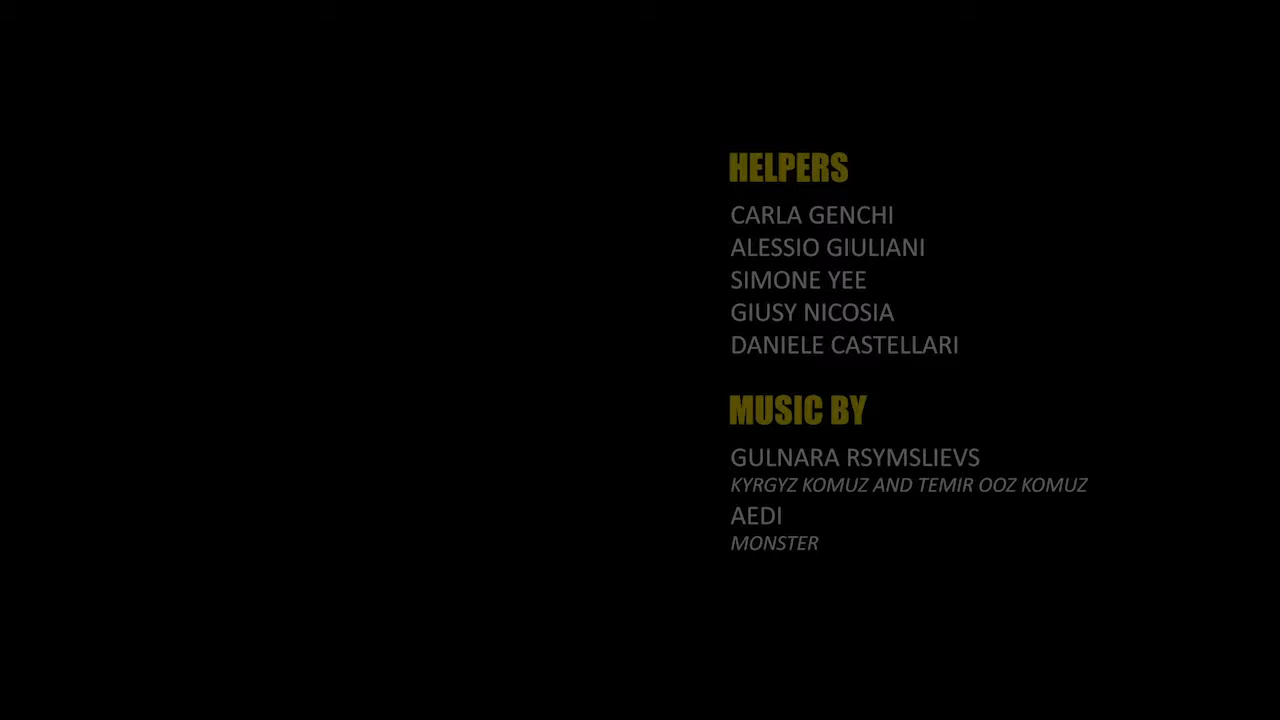 HELPERS
CARLA GENCHI
ALESSIO GIULIANI
SIMONE YEE
GIUSY NICOSIA
DANIELE CASTELLARI
MUSIC BY
GULNARA RSYMSLIEVS
KYRGYZ KOMUZ AND TEMIR OOZ KOMUZ
AEDI
MONSTER